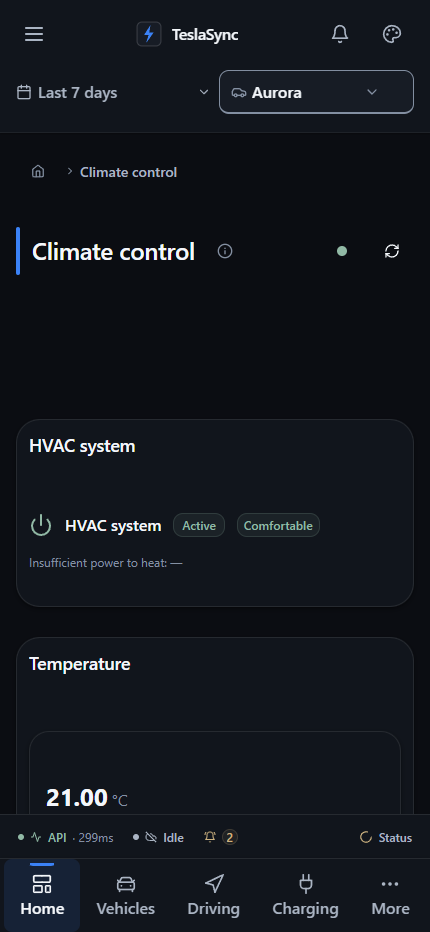 TeslaSync
Last 7 days
Aurora
Climate control
Climate control
HVAC system
HVAC system Active Comfortable
Insufficient power to heat: —
Temperature
21.00 °C
API · 299ms Idle 2 Status
Home Vehicles Driving Charging More